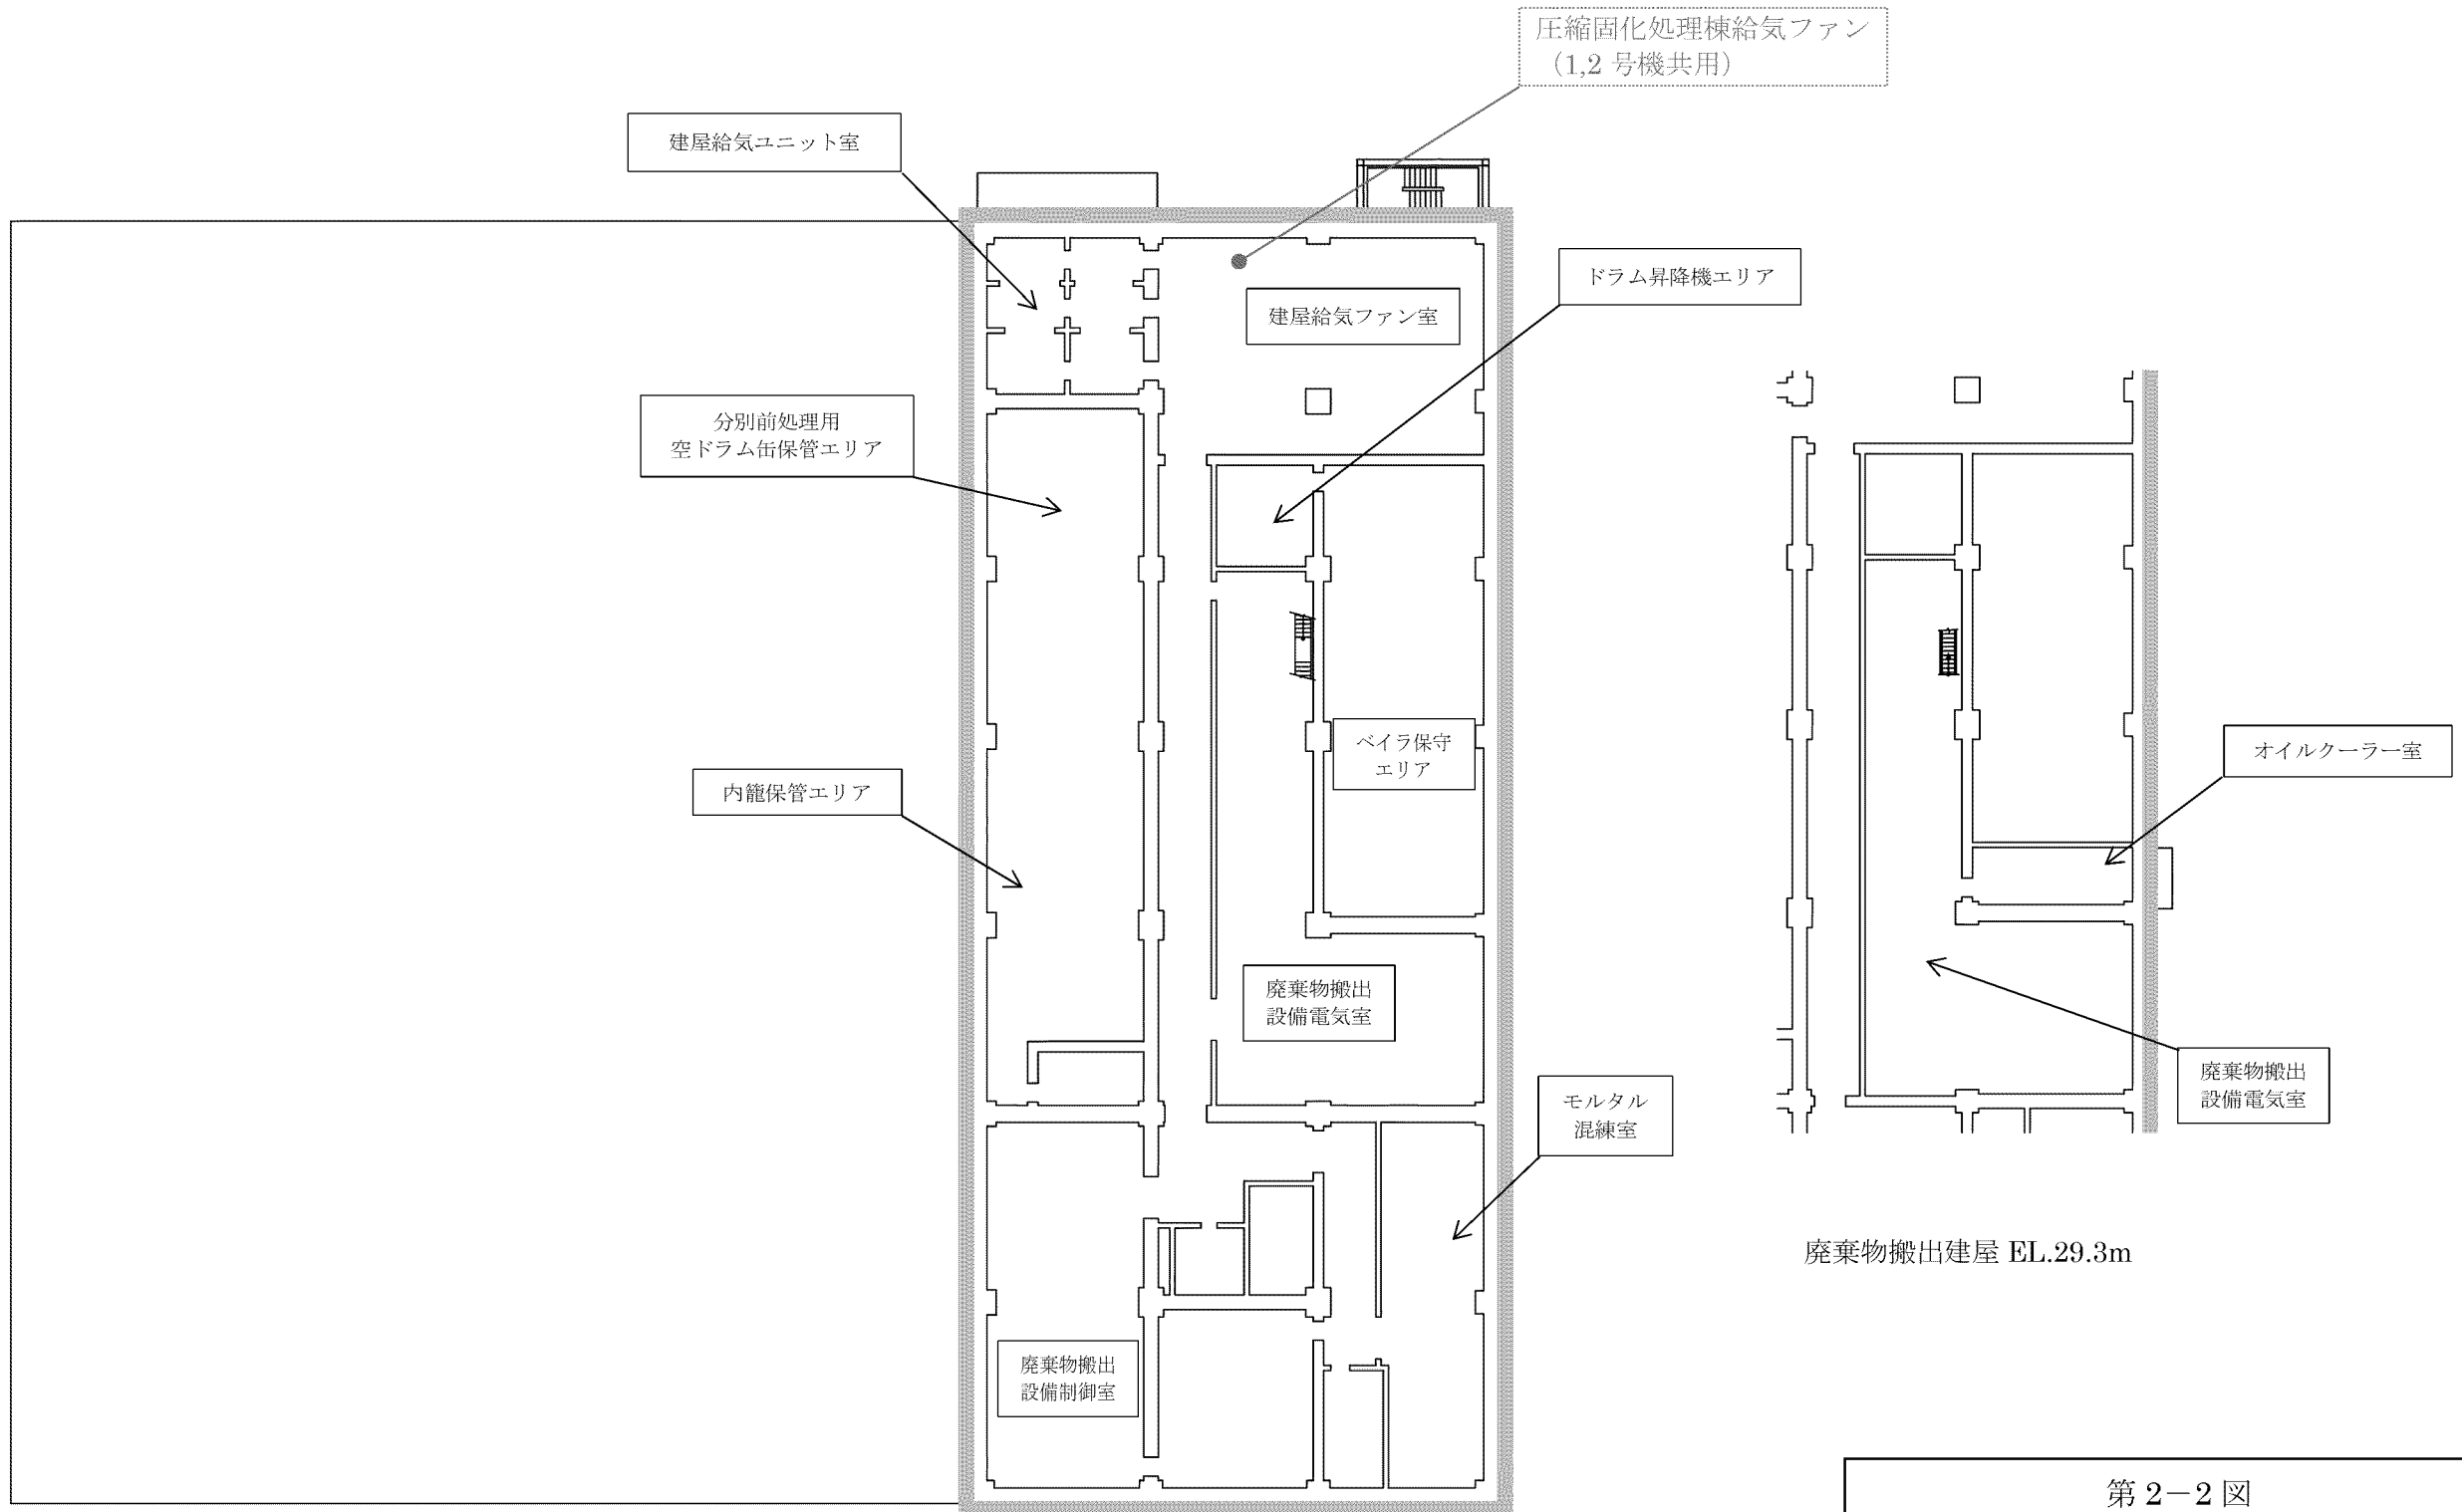 圧縮固化処理棟給気ファン
（1,2 号機共用）
建屋給気ユニット室
ドラム昇降機エリア
建屋給気ファン室
分別前処理用
空ドラム缶保管エリア
ベイラ保守
エリア
オイルクーラー室
内籠保管エリア
廃棄物搬出
設備電気室
廃棄物搬出
設備電気室
モルタル
混練室
廃棄物搬出建屋 EL.29.3m
廃棄物搬出
設備制御室
第２－２図